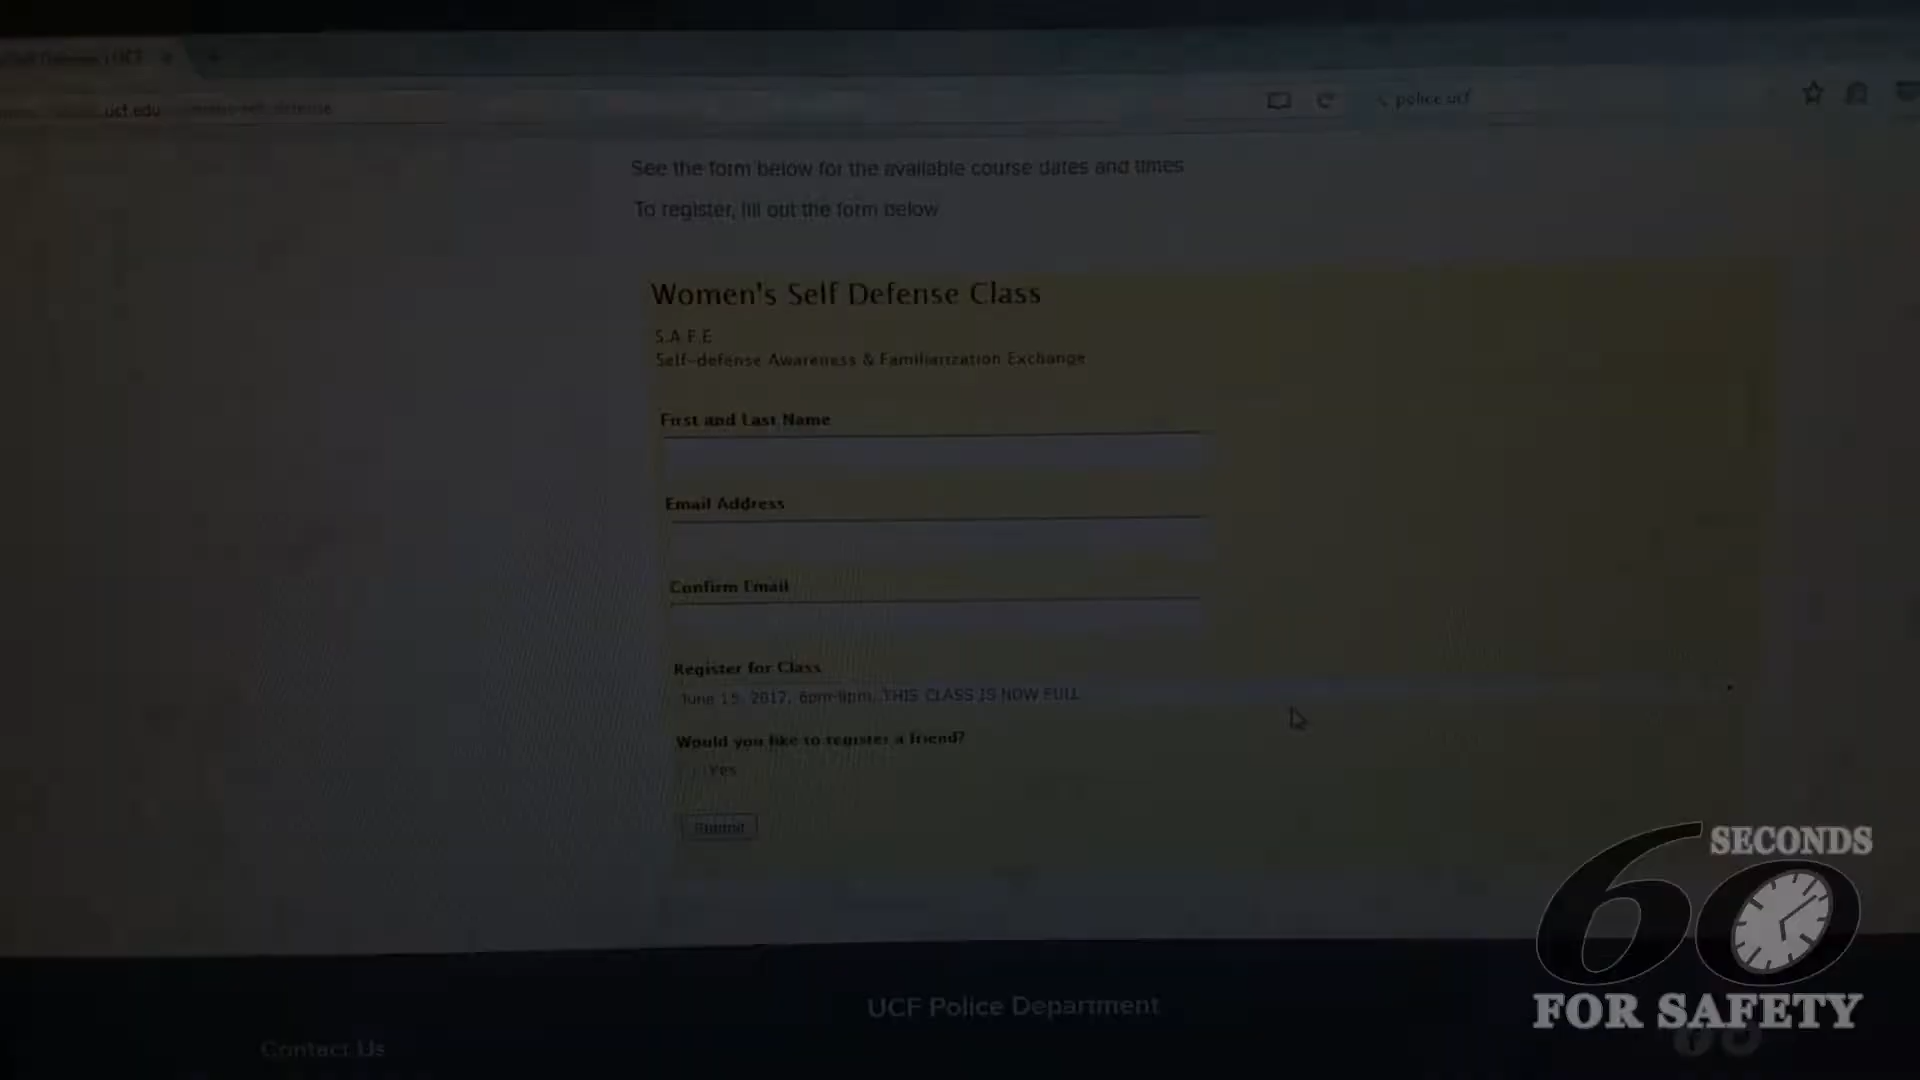 ucf.edu
police ucf
See the form below for the available course dates and times
To register, fill out the form below
Women's Self Defense Class
S.A.F.E
Self-defense Awareness & Familiarization Exchange
First and Last Name
Email Address
Confirm Email
Register for Class
June 15, 2017, 6pm-9pm, THIS CLASS IS NOW FULL
Would you like to register a friend?
Yes
Submit
60 SECONDS
FOR SAFETY
UCF Police Department
Contact Us